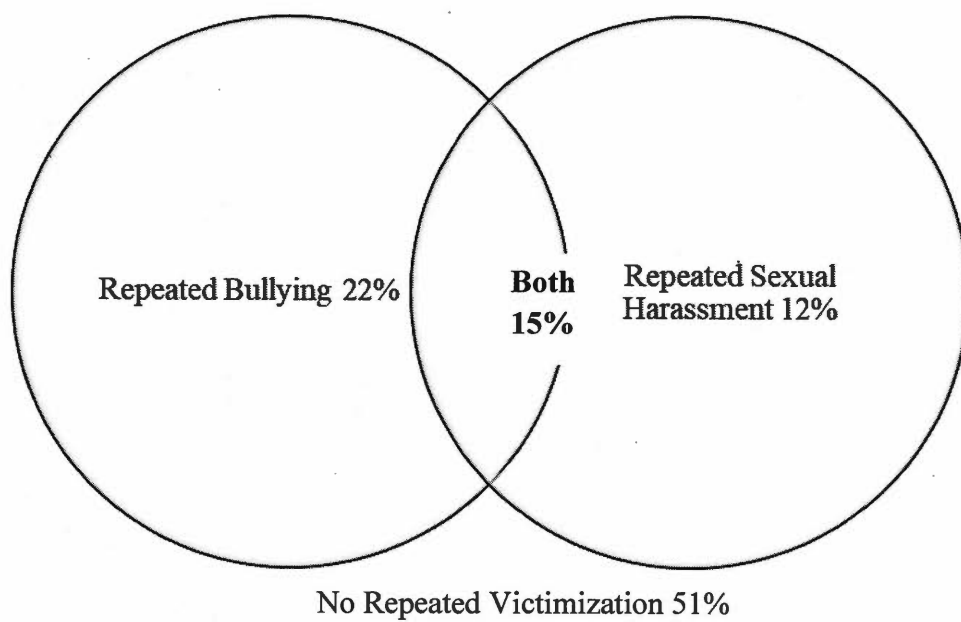 Repeated Bullying 22%
Both
15%
Repeated Sexual
Harassment 12%
No Repeated Victimization 51%